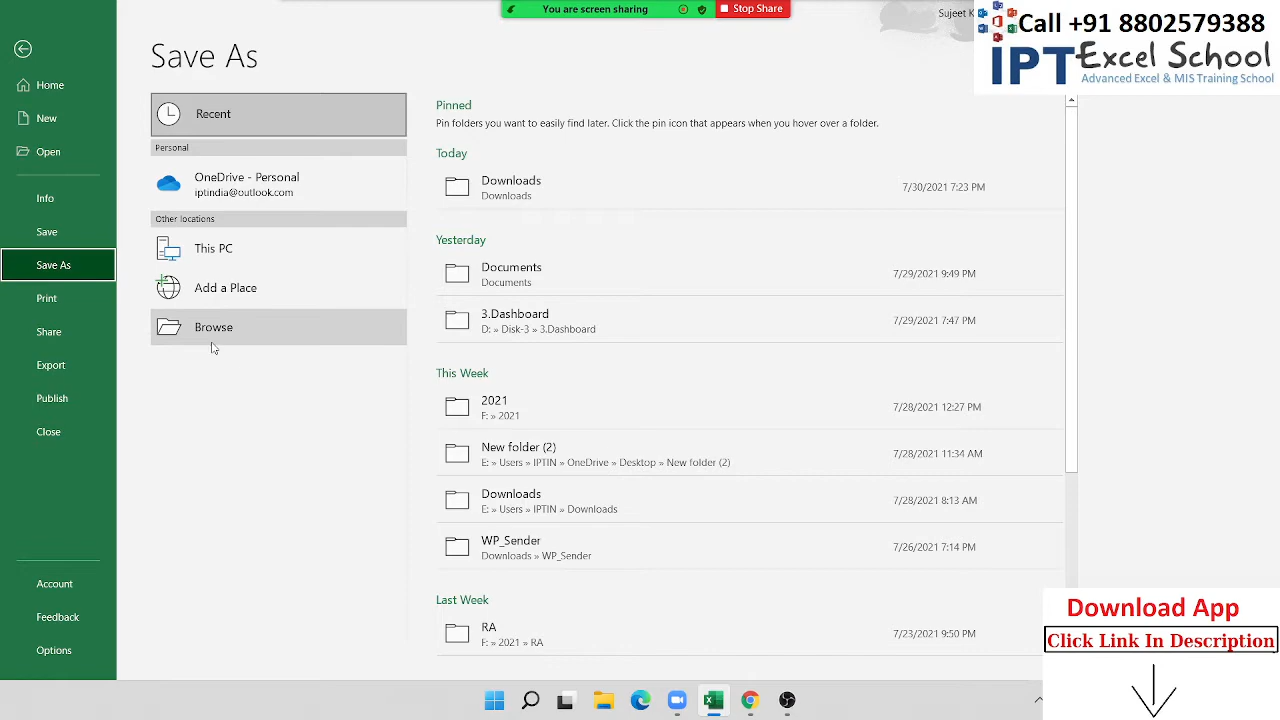 You are screen sharing
Stop Share
Sujeet K
Call +91 8802579388
IPT Excel School
Advanced Excel & MIS Training School
Save As
Home
New
Open
Info
Save
Save As
Print
Share
Export
Publish
Close
Account
Feedback
Options
Recent
Personal
OneDrive - Personal
iptindia@outlook.com
Other locations
This PC
Add a Place
Browse
Pinned
Pin folders you want to easily find later. Click the pin icon that appears when you hover over a folder.
Today
Downloads
Downloads
7/30/2021 7:23 PM
Yesterday
Documents
Documents
7/29/2021 9:49 PM
3.Dashboard
D: » Disk-3 » 3.Dashboard
7/29/2021 7:47 PM
This Week
2021
F: » 2021
7/28/2021 12:27 PM
New folder (2)
E: » Users » IPTIN » OneDrive » Desktop » New folder (2)
7/28/2021 11:34 AM
Downloads
E: » Users » IPTIN » Downloads
7/28/2021 8:13 AM
WP_Sender
Downloads » WP_Sender
7/26/2021 7:14 PM
Last Week
RA
F: » 2021 » RA
7/23/2021 9:50 PM
Download App
Click Link In Description